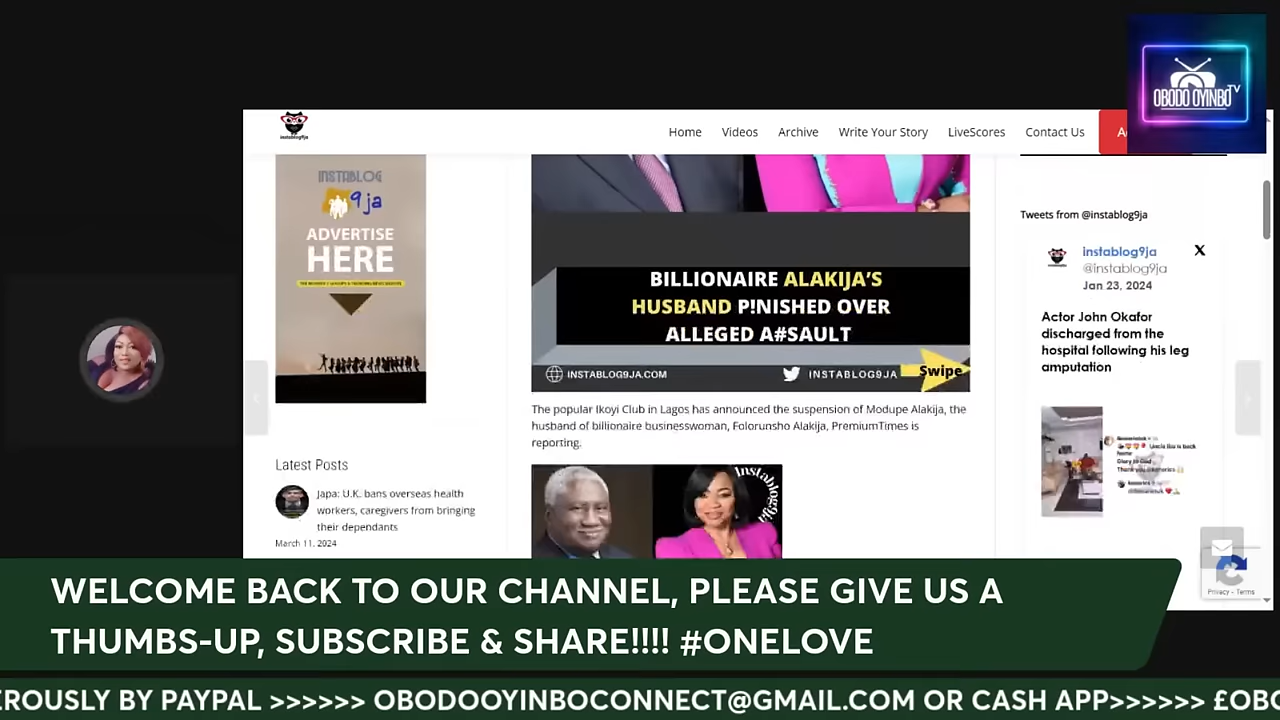 OBODO OYINBO TV
instablog9ja
Home Videos Archive Write Your Story LiveScores Contact Us
INSTABLOG
9ja
ADVERTISE
HERE
BILLIONAIRE ALAKIJA'S
HUSBAND P!NISHED OVER
ALLEGED A#SAULT
INSTABLOG9JA.COM INSTABLOG9JA Swipe
The popular Ikoyi Club in Lagos has announced the suspension of Modupe Alakija, the
husband of billionaire businesswoman, Folorunsho Alakija, PremiumTimes is
reporting.
Instablog9ja
Latest Posts
Japa: U.K. bans overseas health
workers, caregivers from bringing
their dependants
March 11, 2024
Tweets from @instablog9ja
instablog9ja
@instablog9ja
Jan 23, 2024
Actor John Okafor
discharged from the
hospital following his leg
amputation
Privacy - Terms
WELCOME BACK TO OUR CHANNEL, PLEASE GIVE US A
THUMBS-UP, SUBSCRIBE & SHARE!!!! #ONELOVE
EROUSLY BY PAYPAL >>>>>> OBODOOYINBOCONNECT@GMAIL.COM OR CASH APP>>>>>> £OBO